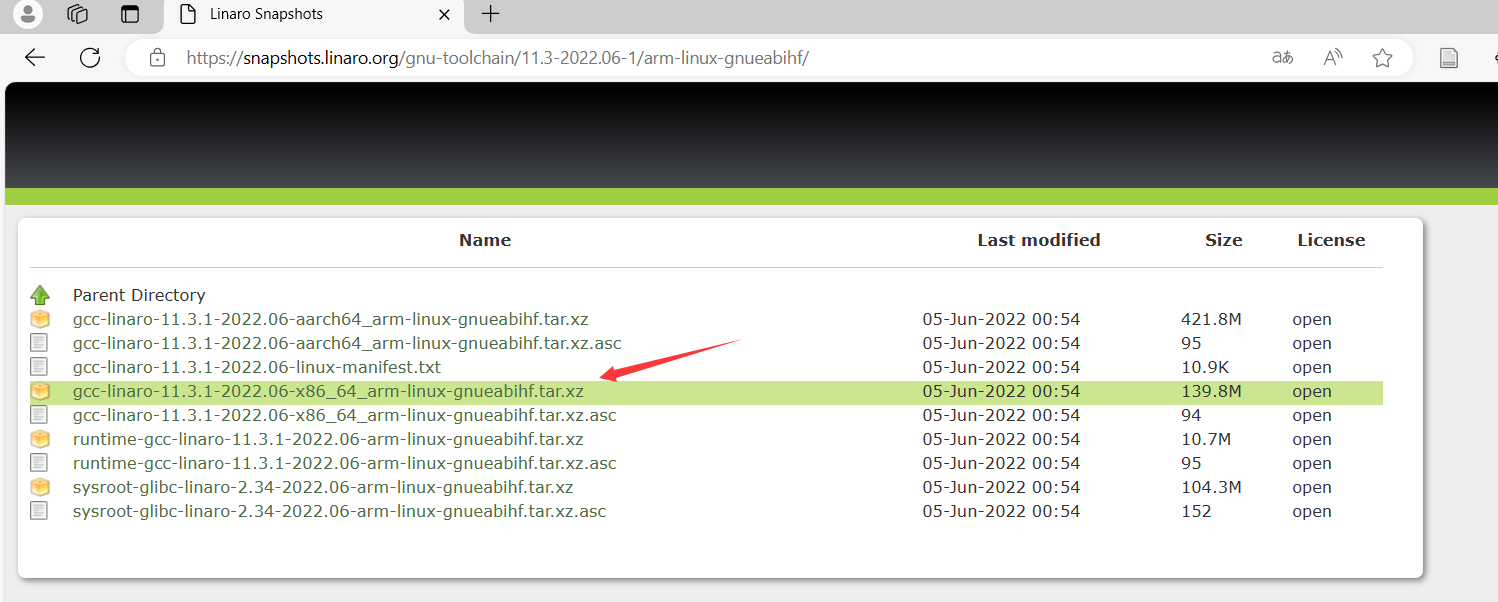 Linaro Snapshots
https://snapshots.linaro.org/gnu-toolchain/11.3-2022.06-1/arm-linux-gnueabihf/ aあ A
Name Last modified Size License
Parent Directory
gcc-linaro-11.3.1-2022.06-aarch64_arm-linux-gnueabihf.tar.xz 05-Jun-2022 00:54 421.8M open
gcc-linaro-11.3.1-2022.06-aarch64_arm-linux-gnueabihf.tar.xz.asc 05-Jun-2022 00:54 95 open
gcc-linaro-11.3.1-2022.06-linux-manifest.txt 05-Jun-2022 00:54 10.9K open
gcc-linaro-11.3.1-2022.06-x86_64_arm-linux-gnueabihf.tar.xz 05-Jun-2022 00:54 139.8M open
gcc-linaro-11.3.1-2022.06-x86_64_arm-linux-gnueabihf.tar.xz.asc 05-Jun-2022 00:54 94 open
runtime-gcc-linaro-11.3.1-2022.06-arm-linux-gnueabihf.tar.xz 05-Jun-2022 00:54 10.7M open
runtime-gcc-linaro-11.3.1-2022.06-arm-linux-gnueabihf.tar.xz.asc 05-Jun-2022 00:54 95 open
sysroot-glibc-linaro-2.34-2022.06-arm-linux-gnueabihf.tar.xz 05-Jun-2022 00:54 104.3M open
sysroot-glibc-linaro-2.34-2022.06-arm-linux-gnueabihf.tar.xz.asc 05-Jun-2022 00:54 152 open